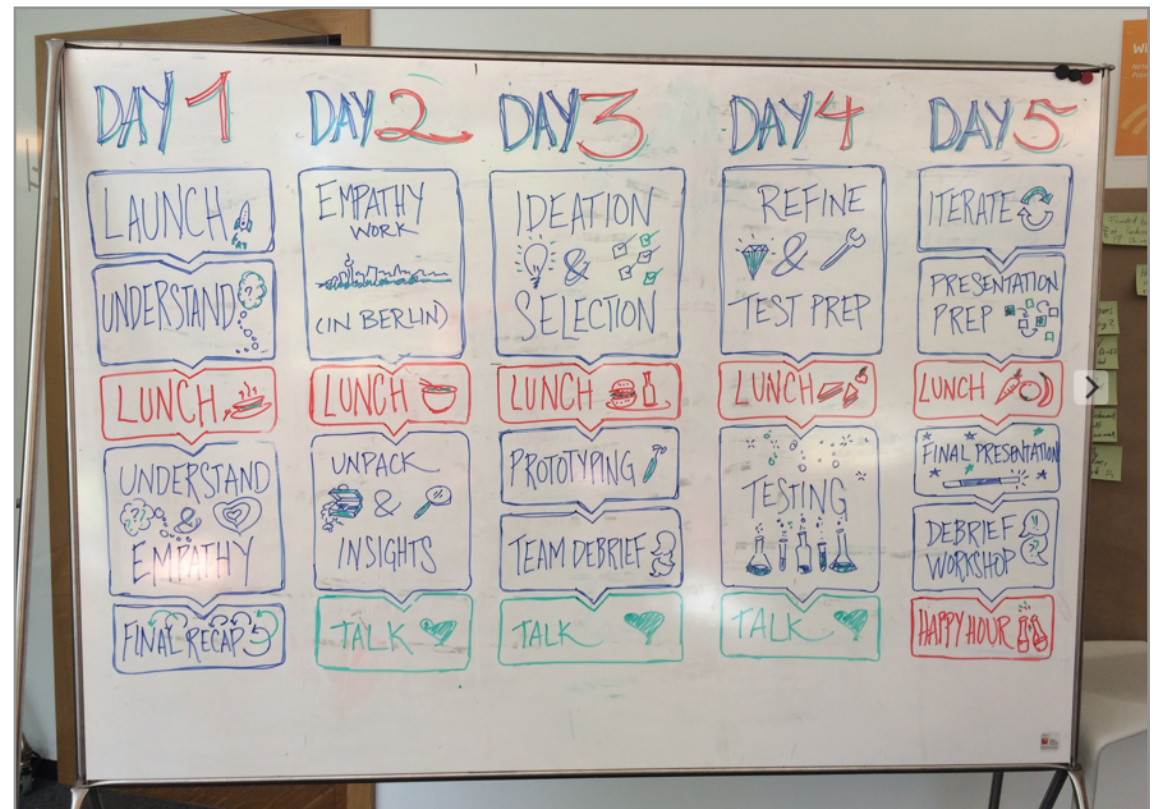 DAY 1
LAUNCH
UNDERSTAND
LUNCH
UNDERSTAND
&
EMPATHY
FINAL RECAP
DAY 2
EMPATHY
WORK
(IN BERLIN)
LUNCH
UNPACK
&
INSIGHTS
TALK
DAY 3
IDEATION
&
SELECTION
LUNCH
PROTOTYPING
TEAM DEBRIEF
TALK
DAY 4
REFINE
&
TEST PREP
LUNCH
TESTING
TALK
DAY 5
ITERATE
PRESENTATION
PREP
LUNCH
FINAL PRESENTATION
DEBRIEF
WORKSHOP
HAPPY HOUR